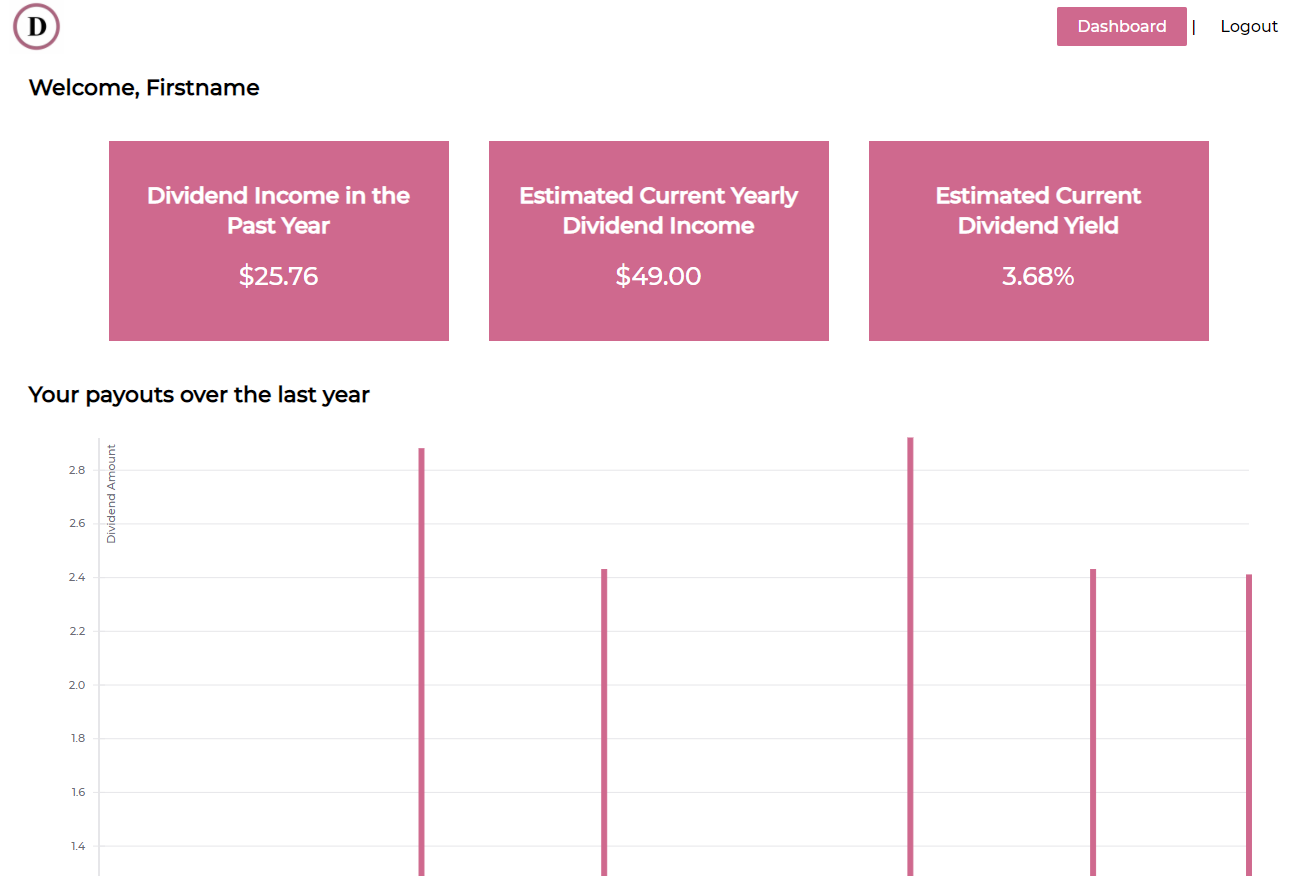 D
Dashboard | Logout
Welcome, Firstname
Dividend Income in the
Past Year
$25.76
Estimated Current Yearly
Dividend Income
$49.00
Estimated Current
Dividend Yield
3.68%
Your payouts over the last year
Dividend Amount
2.8
2.6
2.4
2.2
2.0
1.8
1.6
1.4